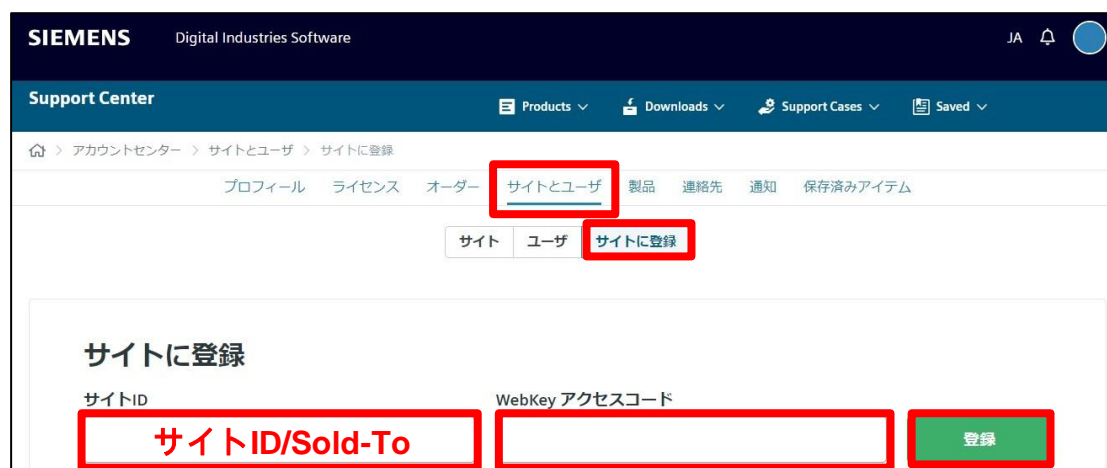 SIEMENS Digital Industries Software JA
Support Center Products Downloads Support Cases Saved
アカウントセンター > サイトとユーザ > サイトに登録
プロフィール ライセンス オーダー サイトとユーザ 製品 連絡先 通知 保存済みアイテム
サイト ユーザ サイトに登録
サイトに登録
サイトID WebKey アクセスコード
サイトID/Sold-To 登録